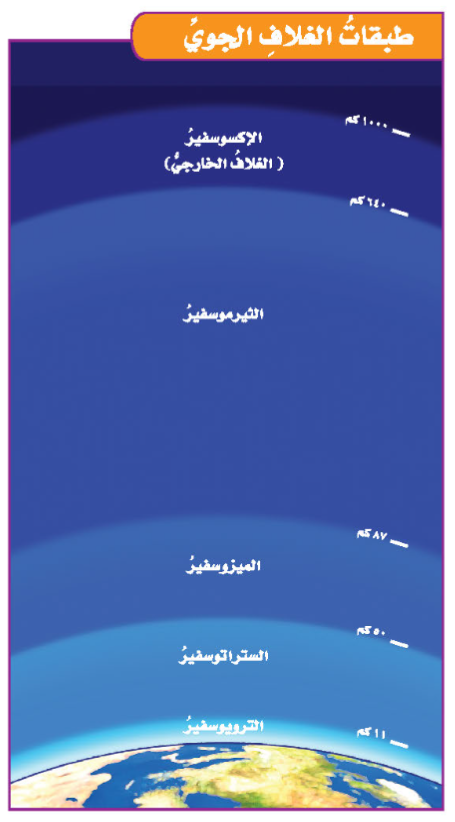 طبقاتُ الغلافِ الجويِّ
١٠٠٠ كم
الإكسوسفيرُ
( الغلافُ الخارجيُّ)
٦٤٠ كم
الثيرموسفيرُ
٨٧ كم
الميزوسفيرُ
٥٠ كم
الستراتوسفيرُ
التروبوسفيرُ
١١ كم